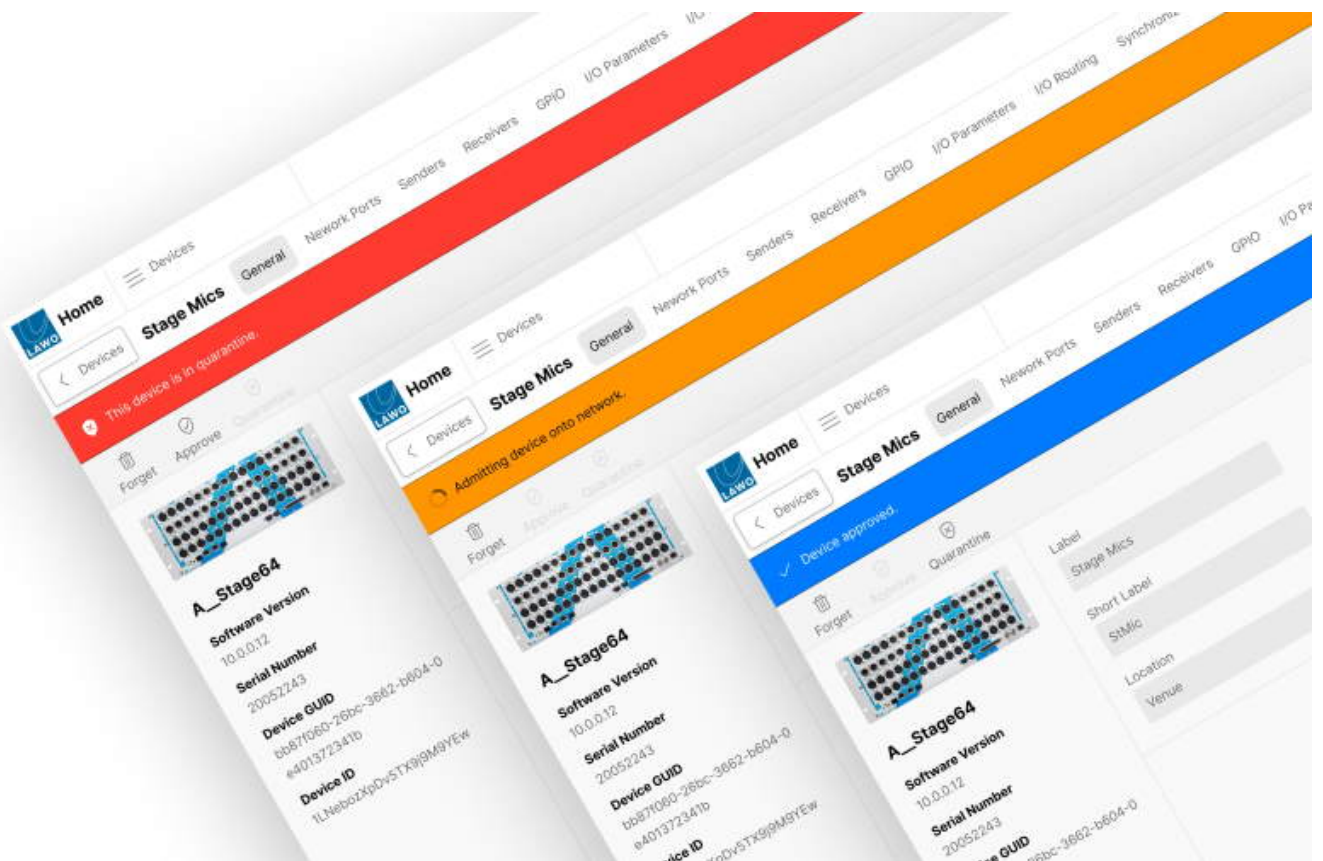 LAWO
Home
Devices
Devices
Stage Mics
General
Nework Ports
Senders
Receivers
GPIO
I/O Parameters
This device is in quarantine.
Forget
Approve
A__Stage64
Software Version
10.0.0.12
Serial Number
20052243
Device GUID
bb87f060-26bc-3662-b604-0
e401372341b
Device ID
1LNebozXpDv5TX9j9M9YEw
LAWO
Home
Devices
Devices
Stage Mics
General
Nework Ports
Senders
Receivers
GPIO
I/O Parameters
I/O Routing
Admitting device onto network.
Forget
Approve
Quarantine
A__Stage64
Software Version
10.0.0.12
Serial Number
20052243
Device GUID
bb87f060-26bc-3662-b604-0
e401372341b
LAWO
Home
Devices
Devices
Stage Mics
General
Nework Ports
Senders
Receivers
GPIO
Device approved.
Forget
Approve
Quarantine
A__Stage64
Software Version
10.0.0.12
Serial Number
20052243
Label
Stage Mics
Short Label
StMic
Location
Venue